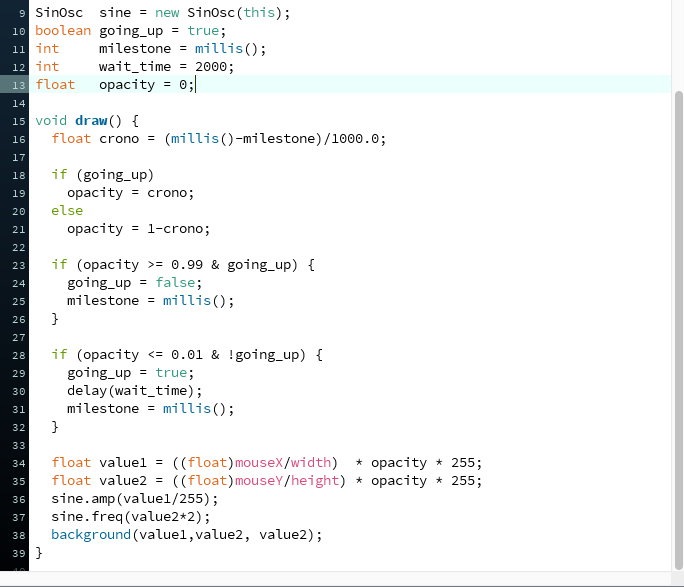 9 SinOsc  sine = new SinOsc(this);
10 boolean going_up = true;
11 int     milestone = millis();
12 int     wait_time = 2000;
13 float   opacity = 0;
14
15 void draw() {
16   float crono = (millis()-milestone)/1000.0;
17
18   if (going_up)
19     opacity = crono;
20   else
21     opacity = 1-crono;
22
23   if (opacity >= 0.99 & going_up) {
24     going_up = false;
25     milestone = millis();
26   }
27
28   if (opacity <= 0.01 & !going_up) {
29     going_up = true;
30     delay(wait_time);
31     milestone = millis();
32   }
33
34   float value1 = ((float)mouseX/width)  * opacity * 255;
35   float value2 = ((float)mouseY/height) * opacity * 255;
36   sine.amp(value1/255);
37   sine.freq(value2*2);
38   background(value1,value2, value2);
39 }